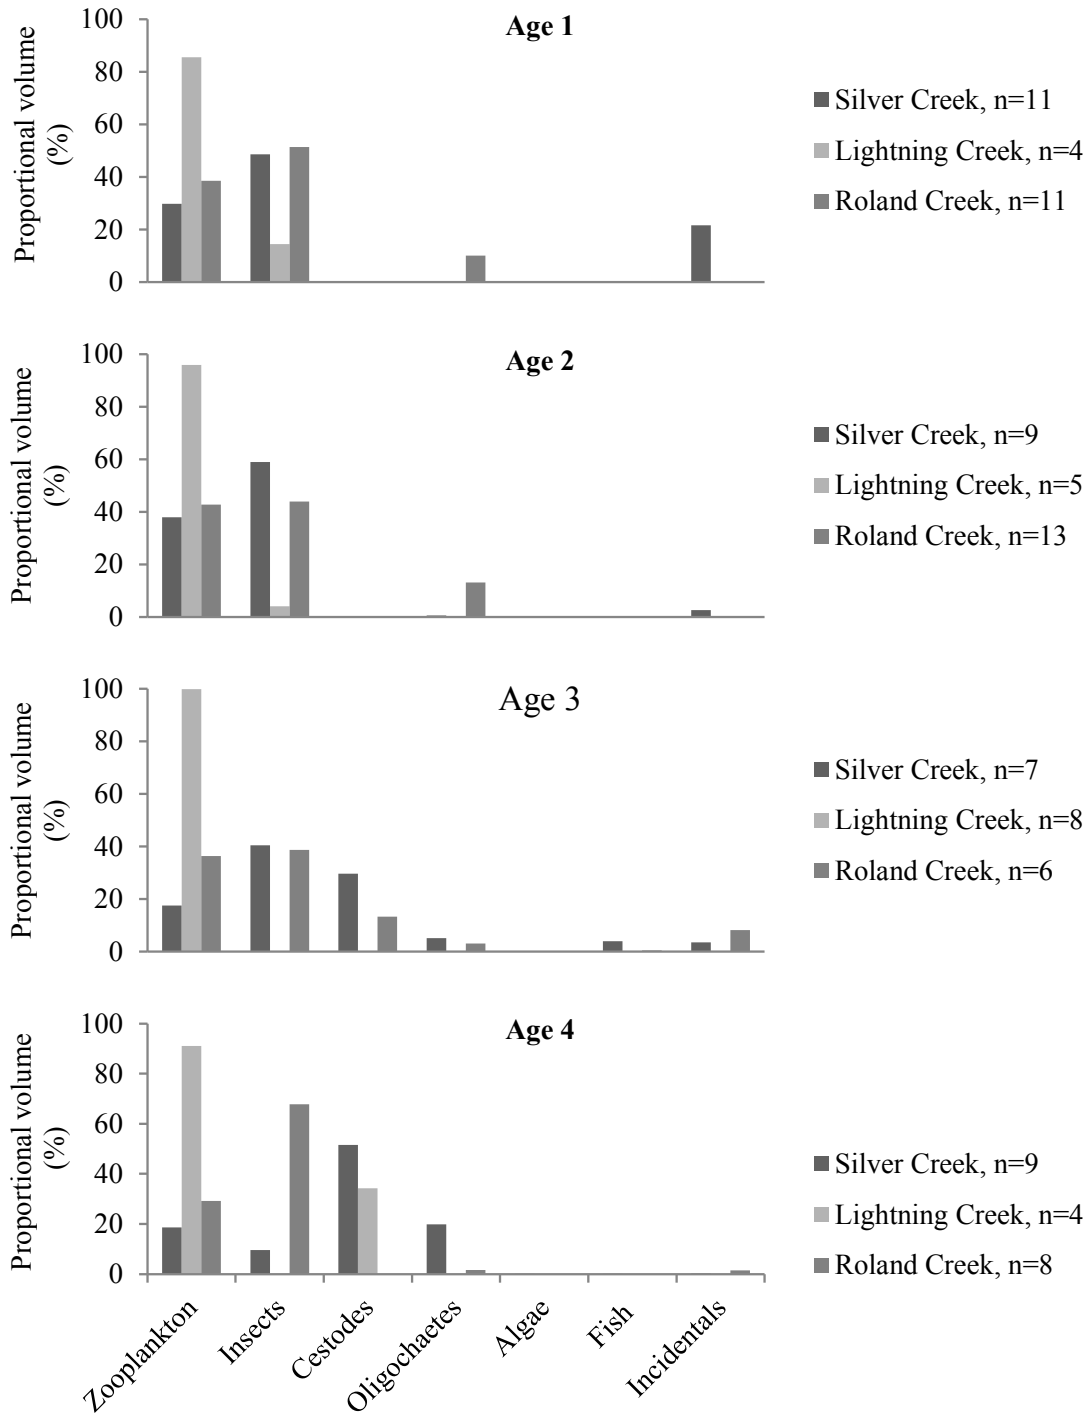 Age 1
Proportional volume
(%)
100
80
60
40
20
0
Silver Creek, n=11
Lightning Creek, n=4
Roland Creek, n=11
Age 2
Proportional volume
(%)
100
80
60
40
20
0
Silver Creek, n=9
Lightning Creek, n=5
Roland Creek, n=13
Age 3
Proportional volume
(%)
100
80
60
40
20
0
Silver Creek, n=7
Lightning Creek, n=8
Roland Creek, n=6
Age 4
Proportional volume
(%)
100
80
60
40
20
0
Silver Creek, n=9
Lightning Creek, n=4
Roland Creek, n=8
Zooplankton
Insects
Cestodes
Oligochaetes
Algae
Fish
Incidentals